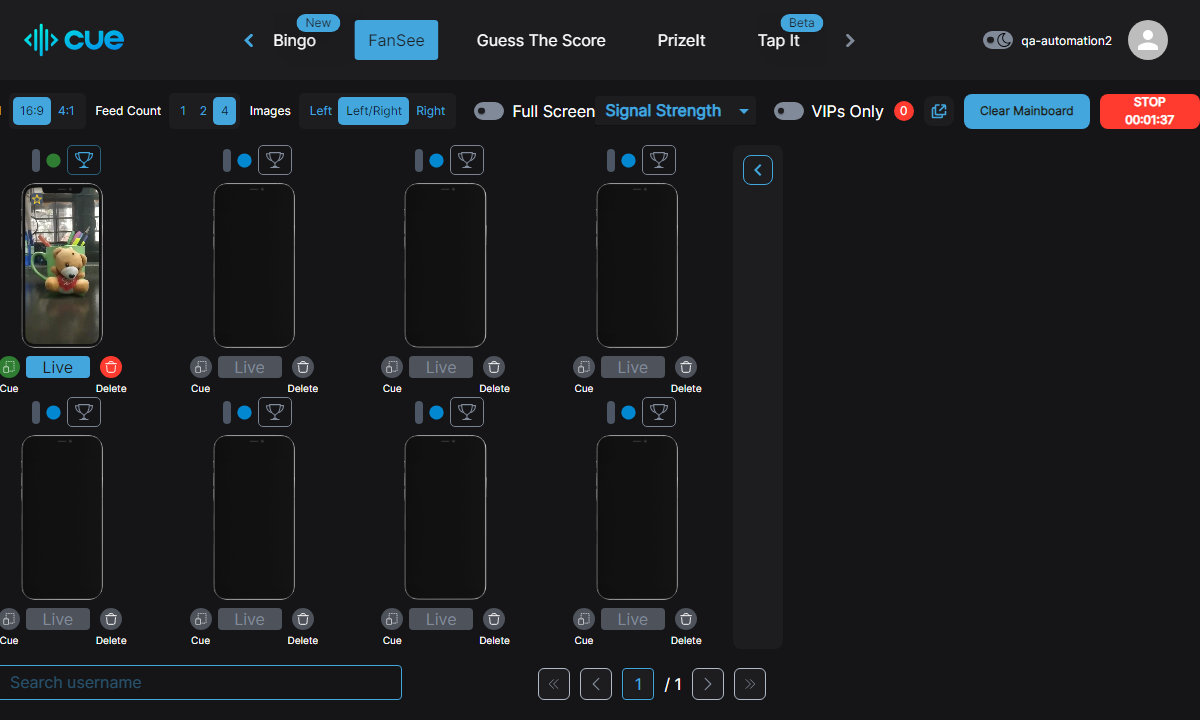 cue
New
Bingo
FanSee
Guess The Score
PrizeIt
Beta
Tap It
qa-automation2
16:9
4:1
Feed Count
1
2
4
Images
Left
Left/Right
Right
Full Screen
Signal Strength
VIPs Only
0
Clear Mainboard
STOP
00:01:37
Live
Live
Live
Live
Cue
Delete
Cue
Delete
Cue
Delete
Cue
Delete
Live
Live
Live
Live
Cue
Delete
Cue
Delete
Cue
Delete
Cue
Delete
Search username
1
/ 1